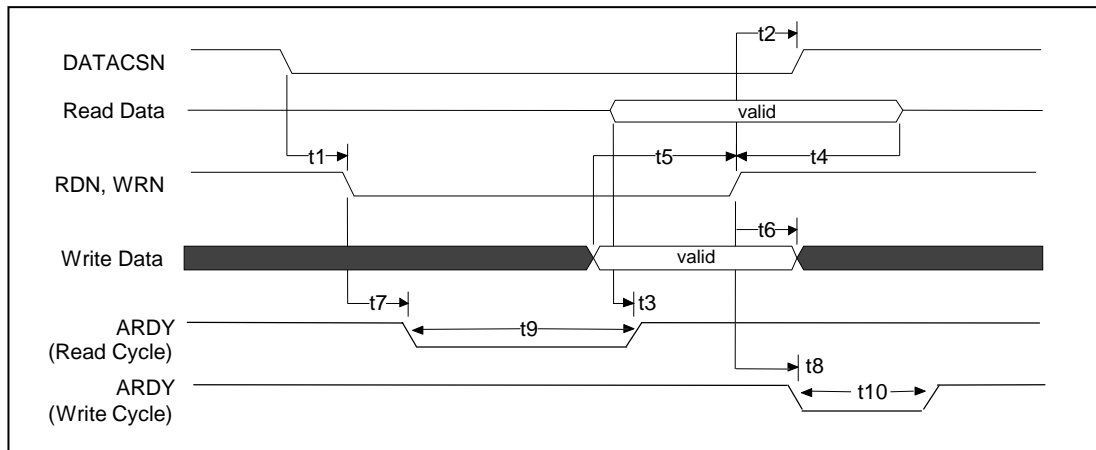 t2
DATACSN
Read Data
valid
t1
t5
t4
RDN, WRN
t6
Write Data
valid
t7
t3
ARDY
t9
(Read Cycle)
t8
ARDY
t10
(Write Cycle)